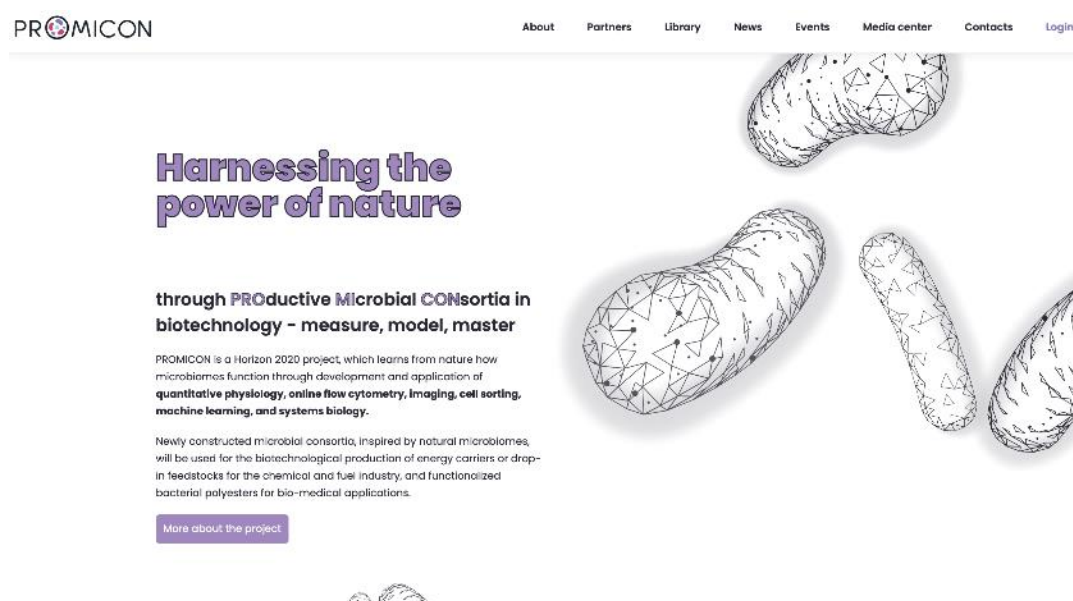 PROMICON
About Partners Library News Events Media center Contacts Login
Harnessing the
power of nature
through PROductive MIcrobial CONsortia in
biotechnology - measure, model, master
PROMICON is a Horizon 2020 project, which learns from nature how
microbiomes function through development and application of
quantitative physiology, online flow cytometry, imaging, cell sorting,
machine learning, and systems biology.
Newly constructed microbial consortia, inspired by natural microbiomes,
will be used for the biotechnological production of energy carriers or drop-
in feedstocks for the chemical and fuel industry, and functionalized
bacterial polyesters for bio-medical applications.
More about the project